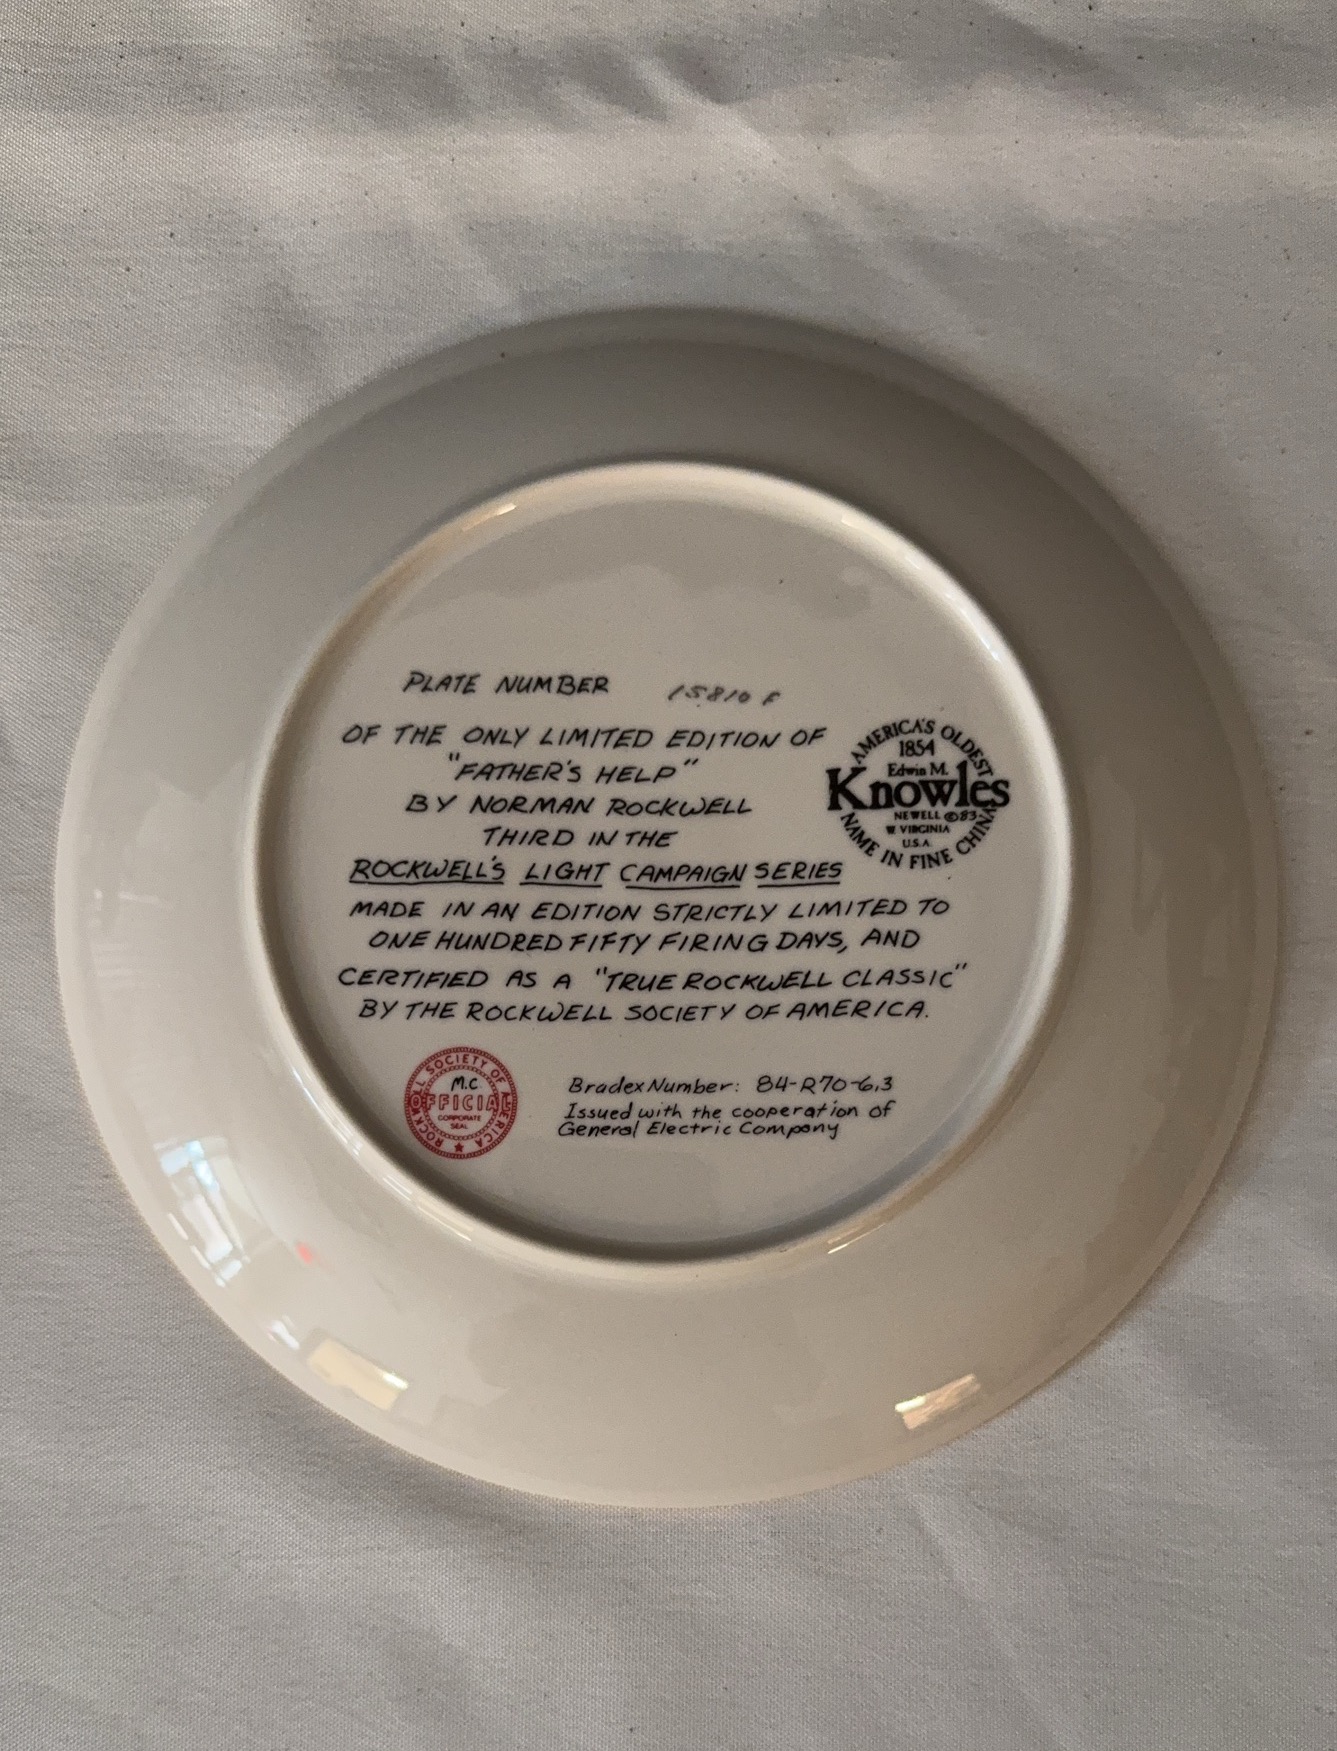 PLATE NUMBER 15810 F
OF THE ONLY LIMITED EDITION OF
"FATHER'S HELP"
BY NORMAN ROCKWELL
THIRD IN THE
ROCKWELL'S LIGHT CAMPAIGN SERIES
MADE IN AN EDITION STRICTLY LIMITED TO
ONE HUNDRED FIFTY FIRING DAYS, AND
CERTIFIED AS A "TRUE ROCKWELL CLASSIC"
BY THE ROCKWELL SOCIETY OF AMERICA.
AMERICA'S OLDEST
1854
Edwin M.
Knowles
NEWELL ©83
W VIRGINIA
U.S.A.
NAME IN FINE CHINA
ROCKWELL SOCIETY OF AMERICA
M.C.
OFFICIAL
CORPORATE
SEAL
Bradex Number: 84-R70-6.3
Issued with the cooperation of
General Electric Company